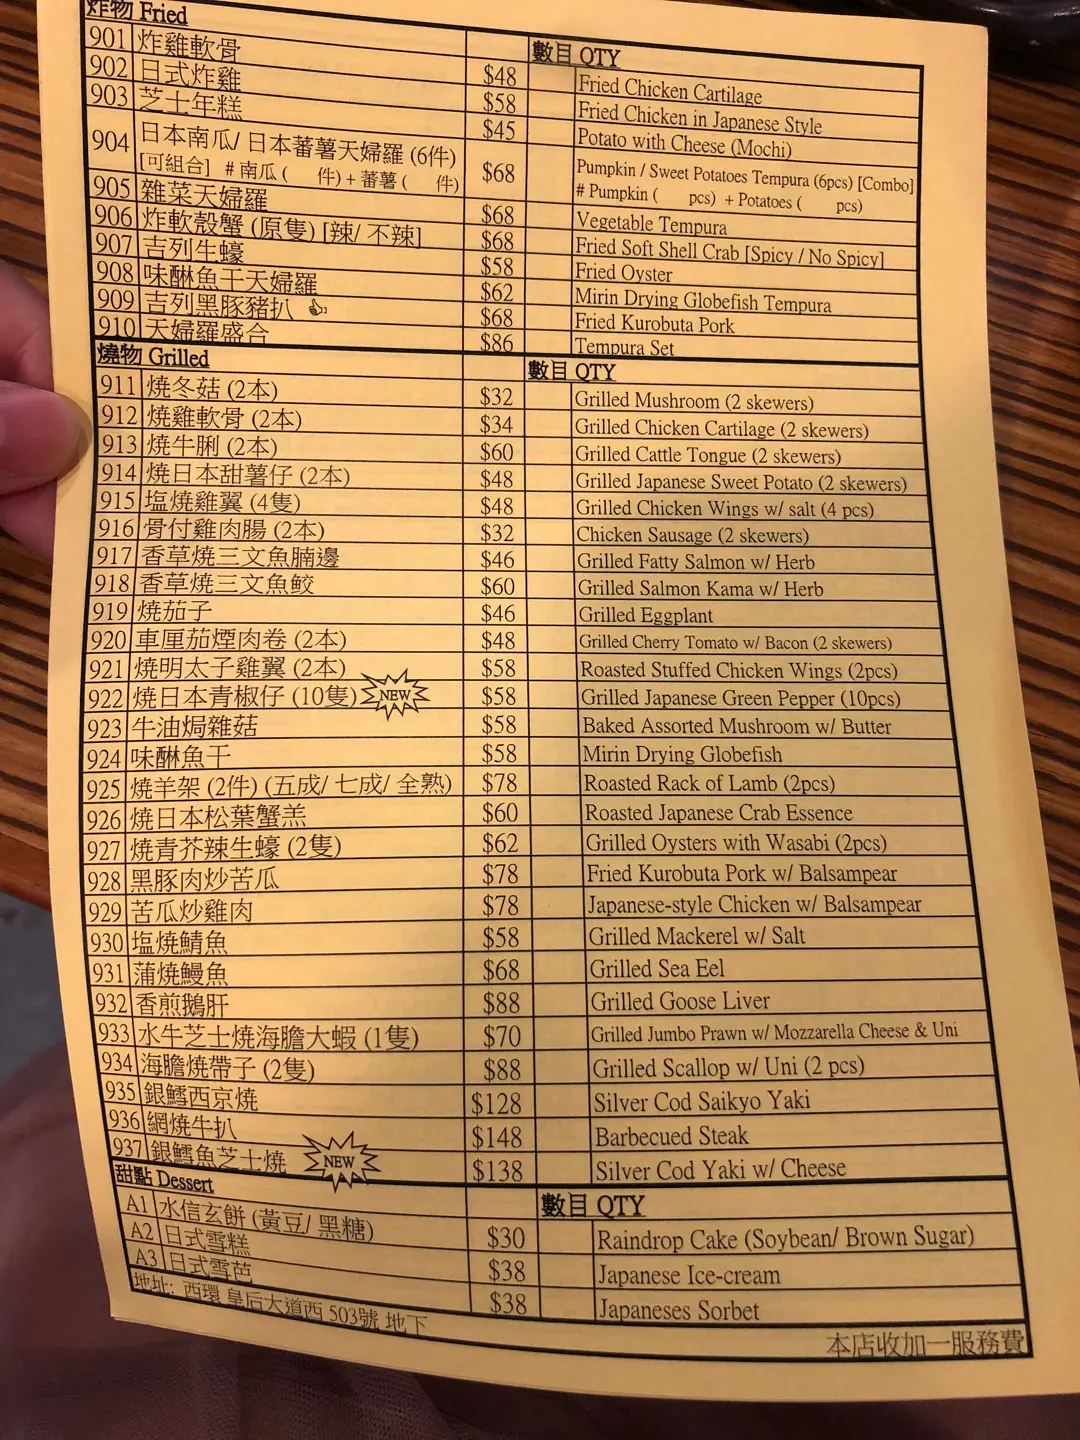 炸物 Fried 數目 QTY
901 炸雞軟骨 $48 Fried Chicken Cartilage
902 日式炸雞 $58 Fried Chicken in Japanese Style
903 芝士年糕 $45 Potato with Cheese (Mochi)
904 日本南瓜/ 日本蕃薯天婦羅 (6件) $68 Pumpkin / Sweet Potatoes Tempura (6pcs) [Combo]
[可組合] # 南瓜 ( 件) + 蕃薯 ( 件) # Pumpkin ( pcs) + Potatoes ( pcs)
905 雜菜天婦羅 $68 Vegetable Tempura
906 炸軟殼蟹 (原隻) [辣/ 不辣] $68 Fried Soft Shell Crab [Spicy / No Spicy]
907 吉列生蠔 $58 Fried Oyster
908 味醂魚干天婦羅 $62 Mirin Drying Globefish Tempura
909 吉列黑豚豬扒 👍 $68 Fried Kurobuta Pork
910 天婦羅盛合 $86 Tempura Set
燒物 Grilled 數目 QTY
911 燒冬菇 (2本) $32 Grilled Mushroom (2 skewers)
912 燒雞軟骨 (2本) $34 Grilled Chicken Cartilage (2 skewers)
913 燒牛脷 (2本) $60 Grilled Cattle Tongue (2 skewers)
914 燒日本甜薯仔 (2本) $48 Grilled Japanese Sweet Potato (2 skewers)
915 塩燒雞翼 (4隻) $48 Grilled Chicken Wings w/ salt (4 pcs)
916 骨付雞肉腸 (2本) $32 Chicken Sausage (2 skewers)
917 香草燒三文魚腩邊 $46 Grilled Fatty Salmon w/ Herb
918 香草燒三文魚鮫 $60 Grilled Salmon Kama w/ Herb
919 燒茄子 $46 Grilled Eggplant
920 車厘茄煙肉卷 (2本) $48 Grilled Cherry Tomato w/ Bacon (2 skewers)
921 燒明太子雞翼 (2本) $58 Roasted Stuffed Chicken Wings (2pcs)
922 燒日本青椒仔 (10隻) NEW $58 Grilled Japanese Green Pepper (10pcs)
923 牛油焗雜菇 $58 Baked Assorted Mushroom w/ Butter
924 味醂魚干 $58 Mirin Drying Globefish
925 燒羊架 (2件) (五成/ 七成/ 全熟) $78 Roasted Rack of Lamb (2pcs)
926 燒日本松葉蟹羔 $60 Roasted Japanese Crab Essence
927 燒青芥辣生蠔 (2隻) $62 Grilled Oysters with Wasabi (2pcs)
928 黑豚肉炒苦瓜 $78 Fried Kurobuta Pork w/ Balsampear
929 苦瓜炒雞肉 $78 Japanese-style Chicken w/ Balsampear
930 塩燒鯖魚 $58 Grilled Mackerel w/ Salt
931 蒲燒鰻魚 $68 Grilled Sea Eel
932 香煎鵝肝 $88 Grilled Goose Liver
933 水牛芝士燒海膽大蝦 (1隻) $70 Grilled Jumbo Prawn w/ Mozzarella Cheese & Uni
934 海膽燒帶子 (2隻) $88 Grilled Scallop w/ Uni (2 pcs)
935 銀鱈西京燒 $128 Silver Cod Saikyo Yaki
936 網燒牛扒 $148 Barbecued Steak
937 銀鱈魚芝士燒 NEW $138 Silver Cod Yaki w/ Cheese
甜點 Dessert 數目 QTY
A1 水信玄餅 (黃豆/ 黑糖) $30 Raindrop Cake (Soybean/ Brown Sugar)
A2 日式雪糕 $38 Japanese Ice-cream
A3 日式雪芭 $38 Japaneses Sorbet
地址: 西環 皇后大道西 503號 地下
本店收加一服務費